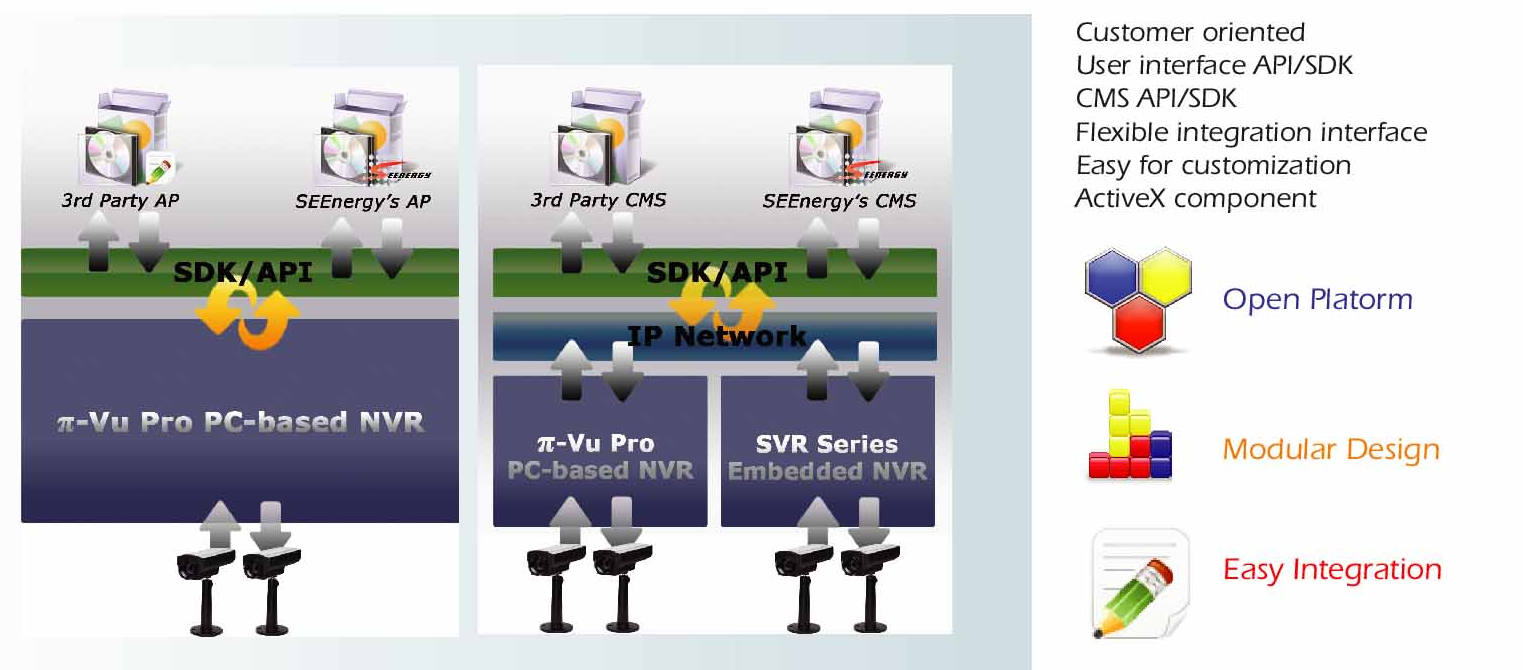 3rd Party AP
SEENERGY
SEEnergy's AP
SDK/API
π-Vu Pro PC-based NVR
3rd Party CMS
SEENERGY
SEEnergy's CMS
SDK/API
IP Network
π-Vu Pro
PC-based NVR
SVR Series
Embedded NVR
Customer oriented
User interface API/SDK
CMS API/SDK
Flexible integration interface
Easy for customization
ActiveX component
Open Platorm
Modular Design
Easy Integration